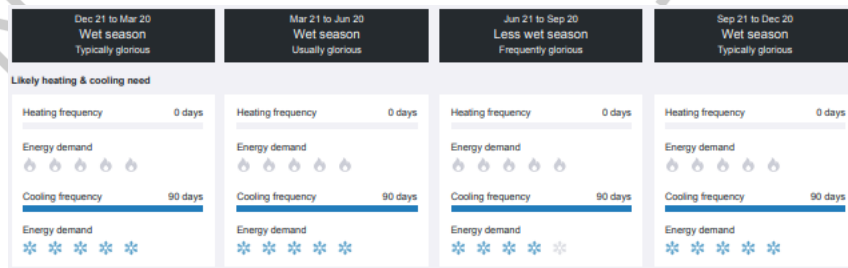 Dec 21 to Mar 20
Wet season
Typically glorious
Mar 21 to Jun 20
Wet season
Usually glorious
Jun 21 to Sep 20
Less wet season
Frequently glorious
Sep 21 to Dec 20
Wet season
Typically glorious
Likely heating & cooling need
Heating frequency 0 days
Energy demand
Cooling frequency 90 days
Energy demand
Heating frequency 0 days
Energy demand
Cooling frequency 90 days
Energy demand
Heating frequency 0 days
Energy demand
Cooling frequency 90 days
Energy demand
Heating frequency 0 days
Energy demand
Cooling frequency 90 days
Energy demand